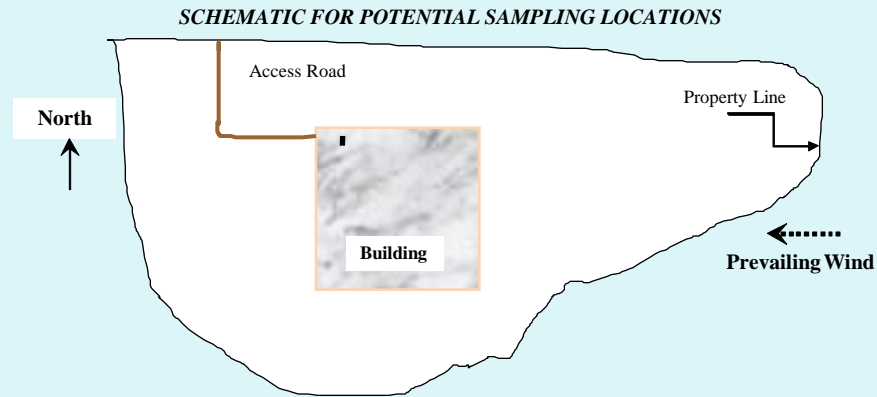 SCHEMATIC FOR POTENTIAL SAMPLING LOCATIONS
Access Road
Property Line
North
Building
Prevailing Wind